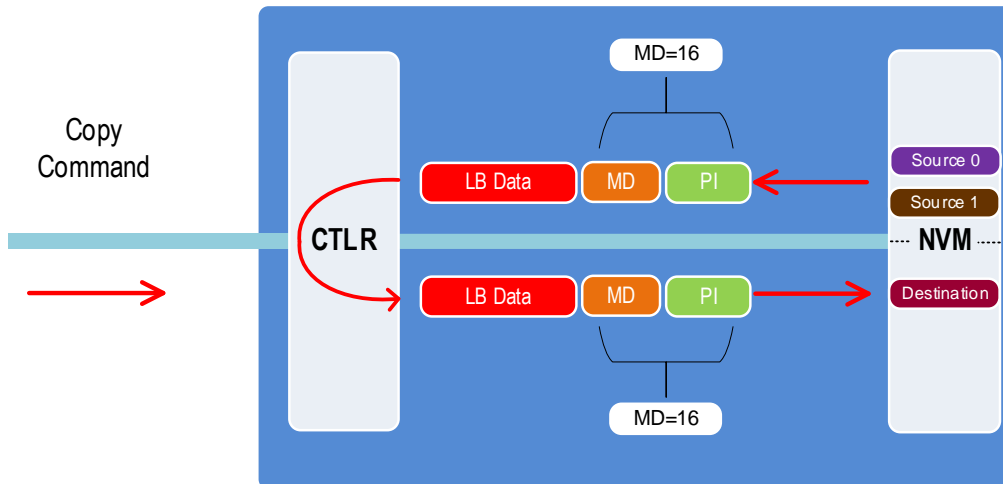 MD=16
Copy
Command
LB Data MD PI
Source 0
Source 1
CTLR
NVM
LB Data MD PI
Destination
MD=16